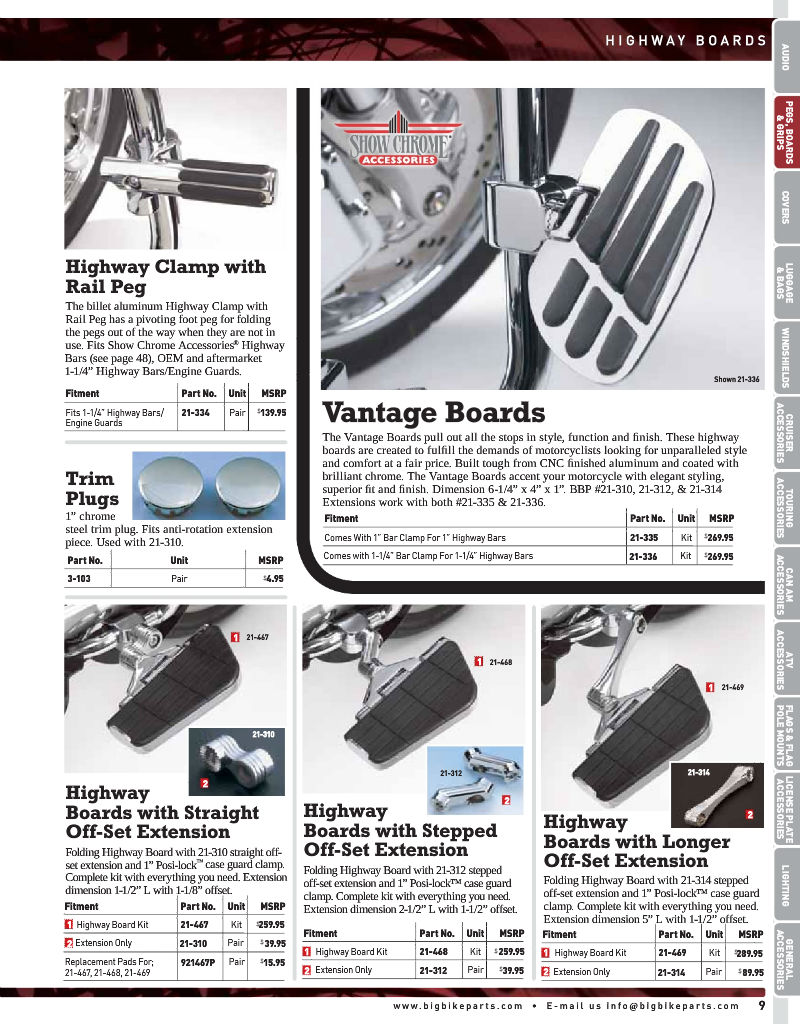 HIGHWAY BOARDS
AUDIO
PEGS, BOARDS
& GRIPS
COVERS
LUGGAGE
& BAGS
WINDSHIELDS
CRUISER
ACCESSORIES
TOURING
ACCESSORIES
CAN AM
ACCESSORIES
ATV
ACCESSORIES
FLAGS & FLAG
POLE MOUNTS
LICENSE PLATE
ACCESSORIES
LIGHTING
GENERAL
ACCESSORIES
Highway Clamp with
Rail Peg
The billet aluminum Highway Clamp with
Rail Peg has a pivoting foot peg for folding
the pegs out of the way when they are not in
use. Fits Show Chrome Accessories® Highway
Bars (see page 48), OEM and aftermarket
1-1/4” Highway Bars/Engine Guards.
Fitment Part No. Unit MSRP
Fits 1-1/4” Highway Bars/ 21-334 Pair $139.95
Engine Guards
Trim
Plugs
1” chrome
steel trim plug. Fits anti-rotation extension
piece. Used with 21-310.
Part No. Unit MSRP
3-103 Pair $4.95
SHOW CHROME
ACCESSORIES
Shown 21-336
Vantage Boards
The Vantage Boards pull out all the stops in style, function and finish. These highway
boards are created to fulfill the demands of motorcyclists looking for unparalleled style
and comfort at a fair price. Built tough from CNC finished aluminum and coated with
brilliant chrome. The Vantage Boards accent your motorcycle with elegant styling,
superior fit and finish. Dimension 6-1/4” x 4” x 1”. BBP #21-310, 21-312, & 21-314
Extensions work with both #21-335 & 21-336.
Fitment Part No. Unit MSRP
Comes With 1” Bar Clamp For 1” Highway Bars 21-335 Kit $269.95
Comes with 1-1/4” Bar Clamp For 1-1/4” Highway Bars 21-336 Kit $269.95
1 21-467
21-310
2
Highway
Boards with Straight
Off-Set Extension
Folding Highway Board with 21-310 straight off-
set extension and 1” Posi-lock™ case guard clamp.
Complete kit with everything you need. Extension
dimension 1-1/2” L with 1-1/8” offset.
Fitment Part No. Unit MSRP
1 Highway Board Kit 21-467 Kit $259.95
2 Extension Only 21-310 Pair $39.95
Replacement Pads For; 921467P Pair $15.95
21-467, 21-468, 21-469
1 21-468
21-312
2
Highway
Boards with Stepped
Off-Set Extension
Folding Highway Board with 21-312 stepped
off-set extension and 1” Posi-lock™ case guard
clamp. Complete kit with everything you need.
Extension dimension 2-1/2” L with 1-1/2” offset.
Fitment Part No. Unit MSRP
1 Highway Board Kit 21-468 Kit $259.95
2 Extension Only 21-312 Pair $39.95
1 21-469
21-314
2
Highway
Boards with Longer
Off-Set Extension
Folding Highway Board with 21-314 stepped
off-set extension and 1” Posi-lock™ case guard
clamp. Complete kit with everything you need.
Extension dimension 5” L with 1-1/2” offset.
Fitment Part No. Unit MSRP
1 Highway Board Kit 21-469 Kit $289.95
2 Extension Only 21-314 Pair $89.95
www.bigbikeparts.com • E-mail us info@bigbikeparts.com 9